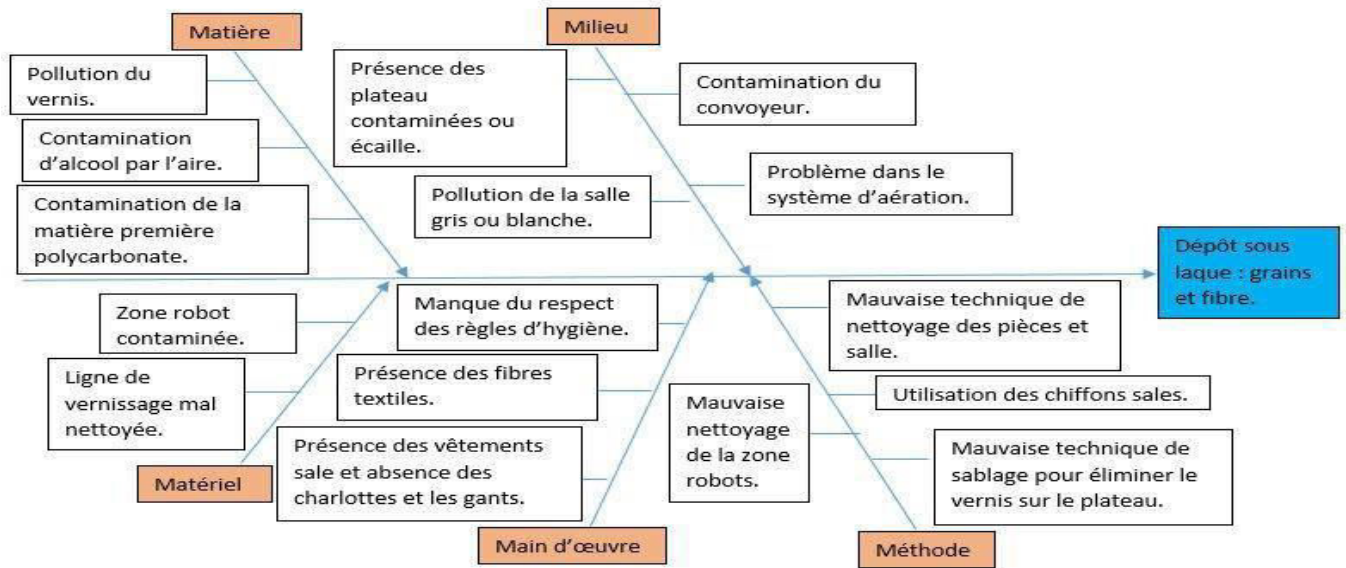 Matière
Milieu
Pollution du
vernis.
Contamination
d'alcool par l'aire.
Contamination de la
matière première
polycarbonate.
Présence des
plateau
contaminées ou
écaille.
Pollution de la salle
gris ou blanche.
Contamination du
convoyeur.
Problème dans le
système d'aération.
Dépôt sous
laque : grains
et fibre.
Zone robot
contaminée.
Ligne de
vernissage mal
nettoyée.
Matériel
Manque du respect
des règles d'hygiène.
Présence des fibres
textiles.
Présence des vêtements
sale et absence des
charlottes et les gants.
Main d'œuvre
Mauvaise technique de
nettoyage des pièces et
salle.
Utilisation des chiffons sales.
Mauvaise
nettoyage
de la zone
robots.
Mauvaise technique de
sablage pour éliminer le
vernis sur le plateau.
Méthode